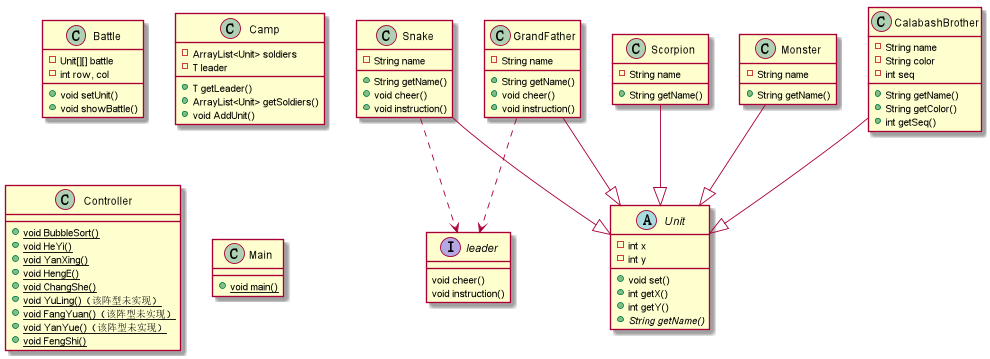 Battle
Unit[][] battle
int row, col
void setUnit()
void showBattle()
Camp
ArrayList<Unit> soldiers
T leader
T getLeader()
ArrayList<Unit> getSoldiers()
void AddUnit()
Snake
String name
String getName()
void cheer()
void instruction()
GrandFather
String name
String getName()
void cheer()
void instruction()
Scorpion
String name
String getName()
Monster
String name
String getName()
CalabashBrother
String name
String color
int seq
String getName()
String getColor()
int getSeq()
Controller
void BubbleSort()
void HeYi()
void YanXing()
void HengE()
void ChangShe()
void YuLing() (该阵型未实现)
void FangYuan() (该阵型未实现)
void YanYue() (该阵型未实现)
void FengShi()
Main
void main()
leader
void cheer()
void instruction()
Unit
int x
int y
void set()
int getX()
int getY()
String getName()
C
C
C
C
C
C
C
C
C
I
A